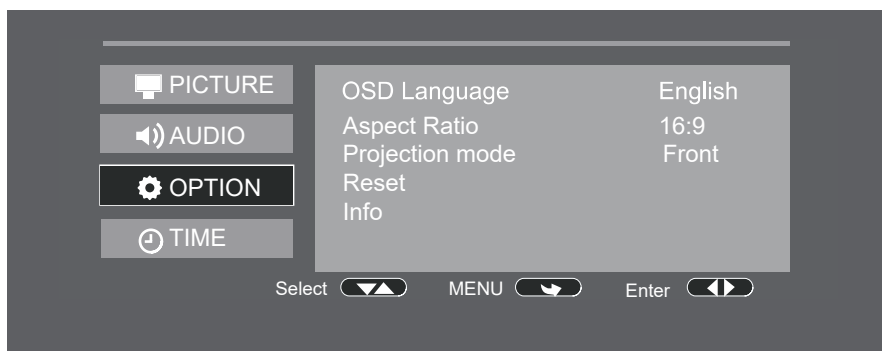 PICTURE
AUDIO
OPTION
TIME
OSD Language English
Aspect Ratio 16:9
Projection mode Front
Reset
Info
Select MENU Enter